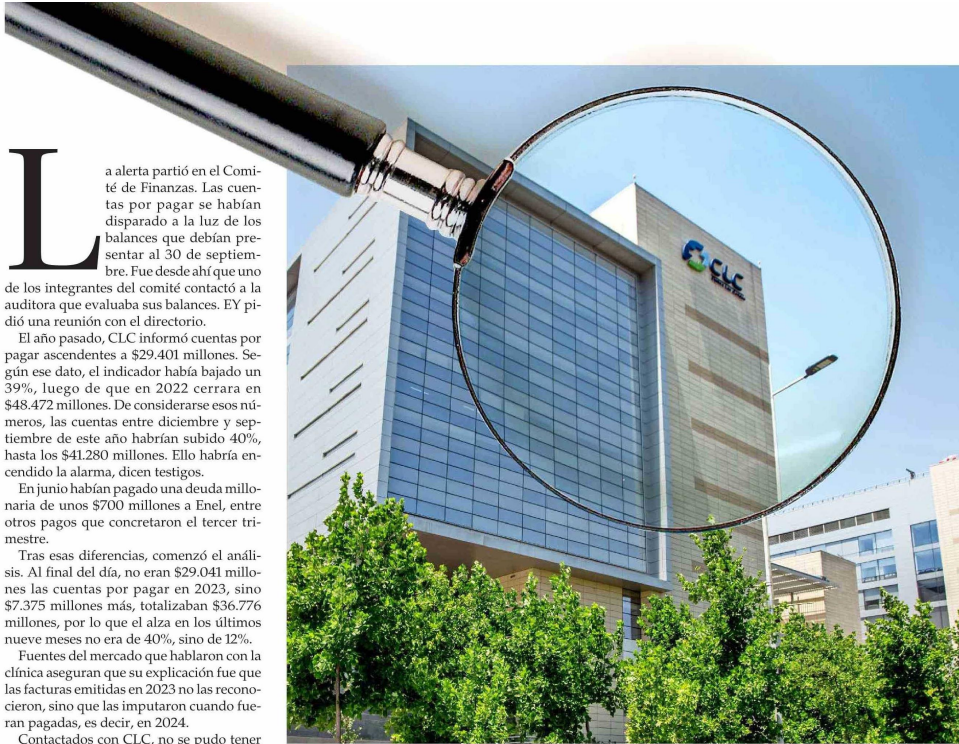 La alerta partió en el Comi-
té de Finanzas. Las cuen-
tas por pagar se habían
disparado a la luz de los
balances que debían pre-
sentar al 30 de septiem-
bre. Fue desde ahí que uno
de los integrantes del comité contactó a la
auditora que evaluaba sus balances. EY pi-
dió una reunión con el directorio.
El año pasado, CLC informó cuentas por
pagar ascendentes a $29.401 millones. Se-
gún ese dato, el indicador había bajado un
39%, luego de que en 2022 cerrara en
$48.472 millones. De considerarse esos nú-
meros, las cuentas entre diciembre y sep-
tiembre de este año habrían subido 40%,
hasta los $41.280 millones. Ello habría en-
cendido la alarma, dicen testigos.
En junio habían pagado una deuda millo-
naria de unos $700 millones a Enel, entre
otros pagos que concretaron el tercer tri-
mestre.
Tras esas diferencias, comenzó el análi-
sis. Al final del día, no eran $29.041 millo-
nes las cuentas por pagar en 2023, sino
$7.375 millones más, totalizaban $36.776
millones, por lo que el alza en los últimos
nueve meses no era de 40%, sino de 12%.
Fuentes del mercado que hablaron con la
clínica aseguran que su explicación fue que
las facturas emitidas en 2023 no las recono-
cieron, sino que las imputaron cuando fue-
ran pagadas, es decir, en 2024.
Contactados con CLC, no se pudo tener
CLC